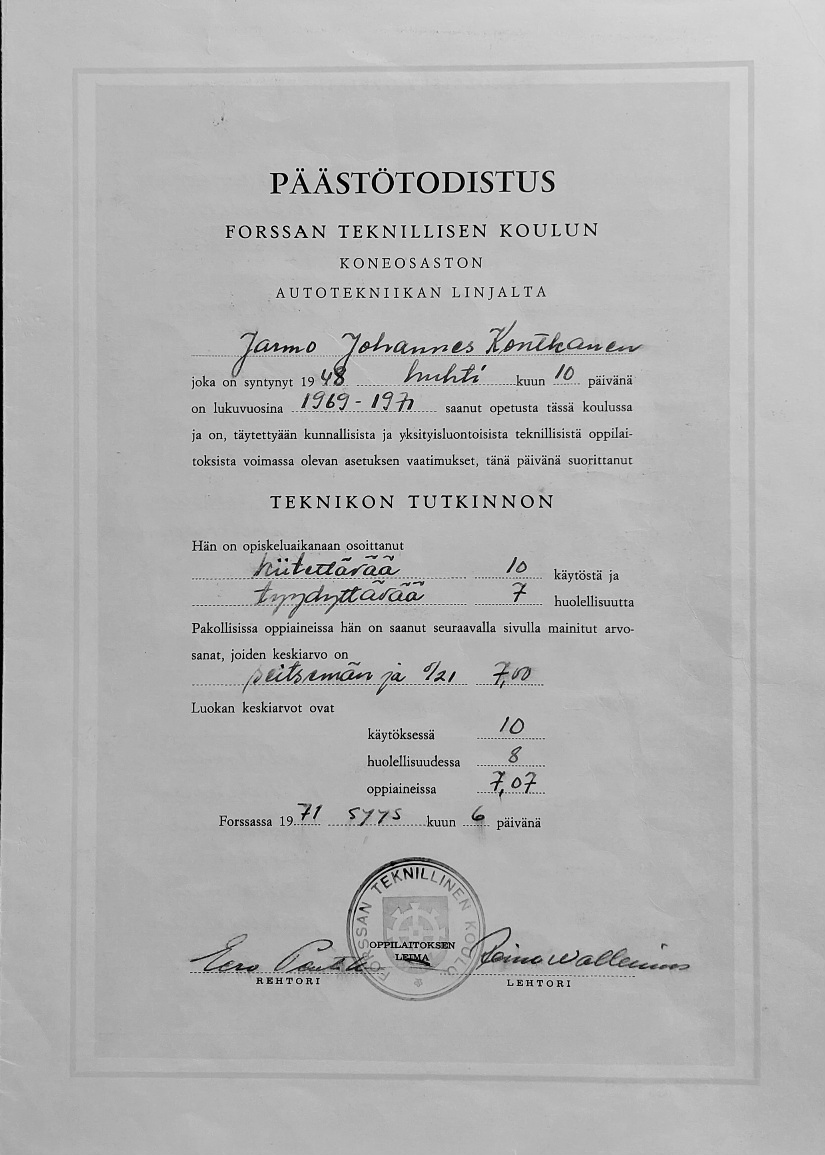 PÄÄSTÖTODISTUS
FORSSAN TEKNILLISEN KOULUN
KONEOSASTON
AUTOTEKNIIKAN LINJALTA
Jarmo Johannes Kontkanen
joka on syntynyt 1948 huhti kuun 10 päivänä
on lukuvuosina 1969-1971 saanut opetusta tässä koulussa
ja on, täytettyään kunnallisista ja yksityisluontoisista teknillisistä oppilai-
toksista voimassa olevan asetuksen vaatimukset, tänä päivänä suorittanut
TEKNIKON TUTKINNON
Hän on opiskeluaikanaan osoittanut
kiitettävää 10 käytöstä ja
tyydyttävää 7 huolellisuutta
Pakollisissa oppiaineissa hän on saanut seuraavalla sivulla mainitut arvo-
sanat, joiden keskiarvo on
seitsemän ja 0/21 7,00
Luokan keskiarvot ovat
käytöksessä 10
huolellisuudessa 8
oppiaineissa 7,07
Forssassa 1971 syys kuun 6 päivänä
FORSSAN TEKNILLINEN KOULU
OPPILAITOKSEN
LEIMA
Eero
REHTORI
LEHTORI